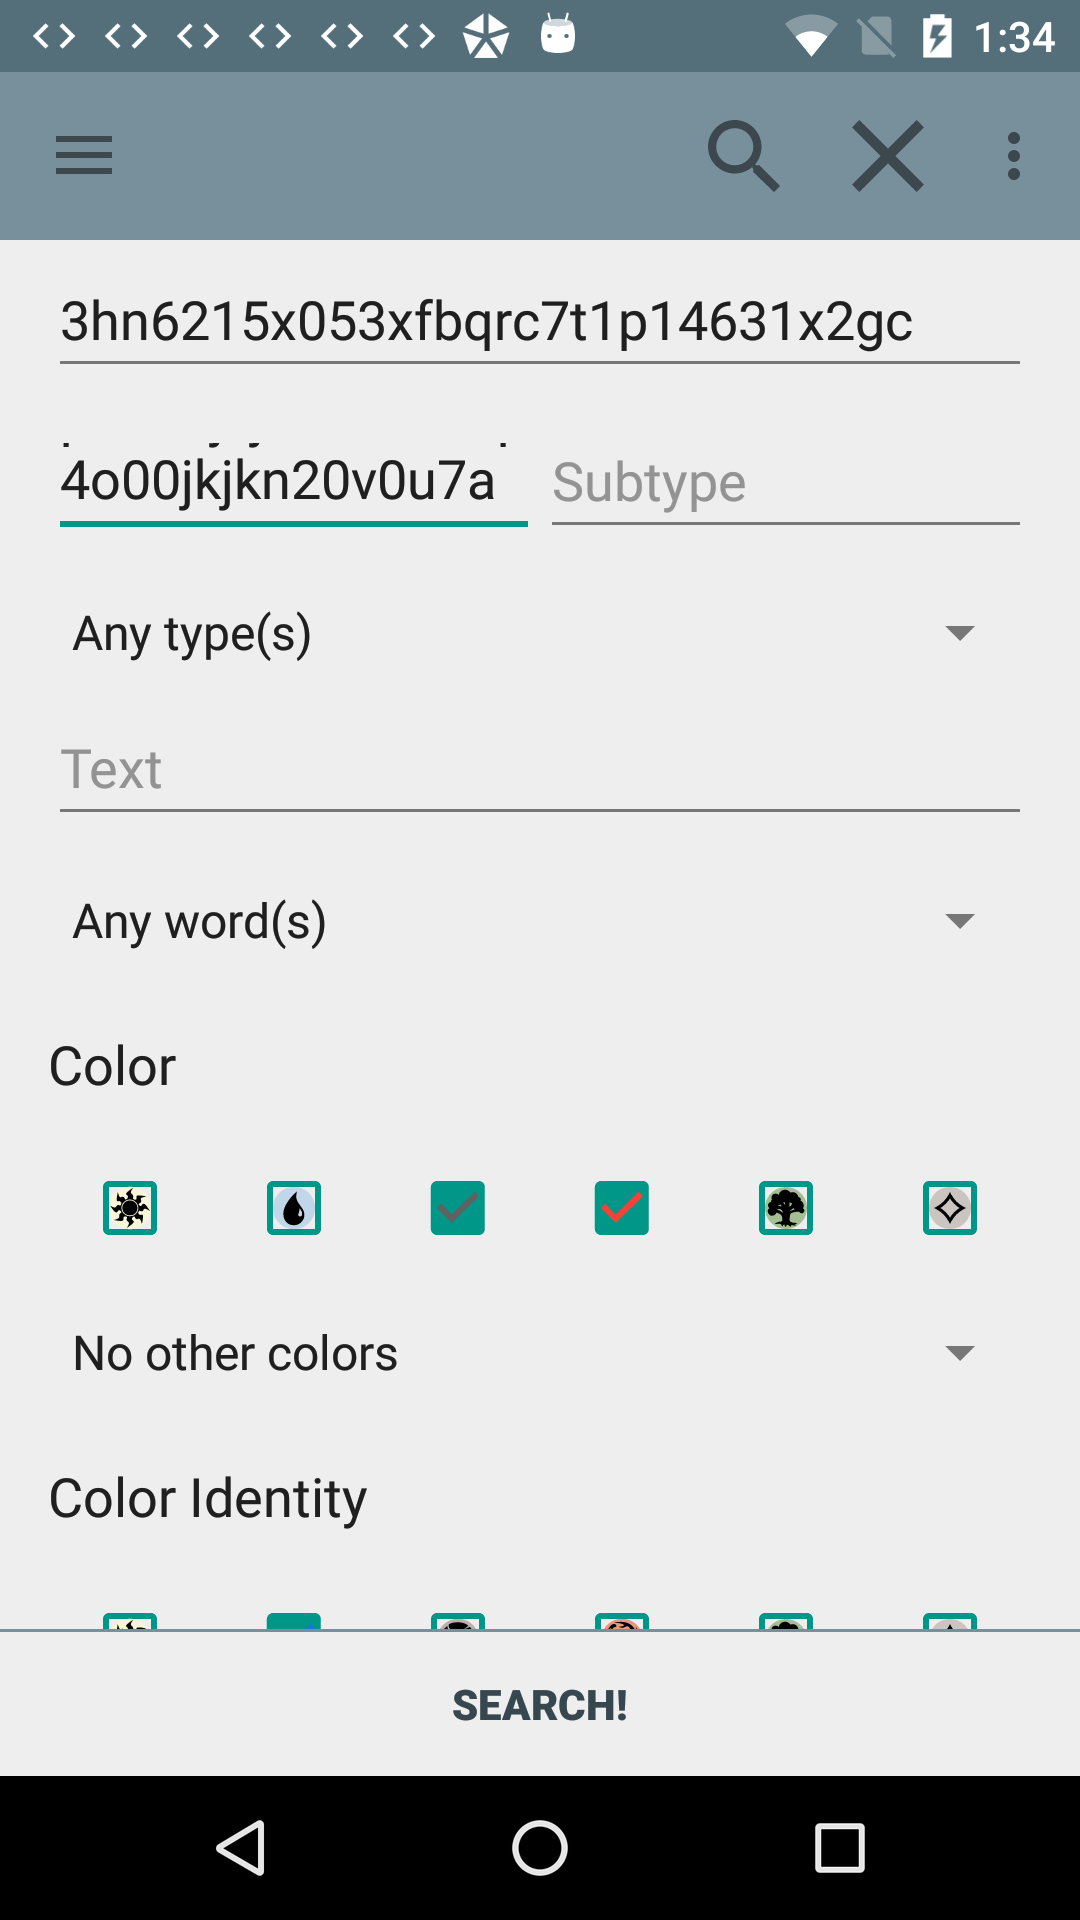 1:34
3hn6215x053xfbqrc7t1p14631x2gc
4o00jkjkn20v0u7a Subtype
Any type(s)
Text
Any word(s)
Color
No other colors
Color Identity
SEARCH!